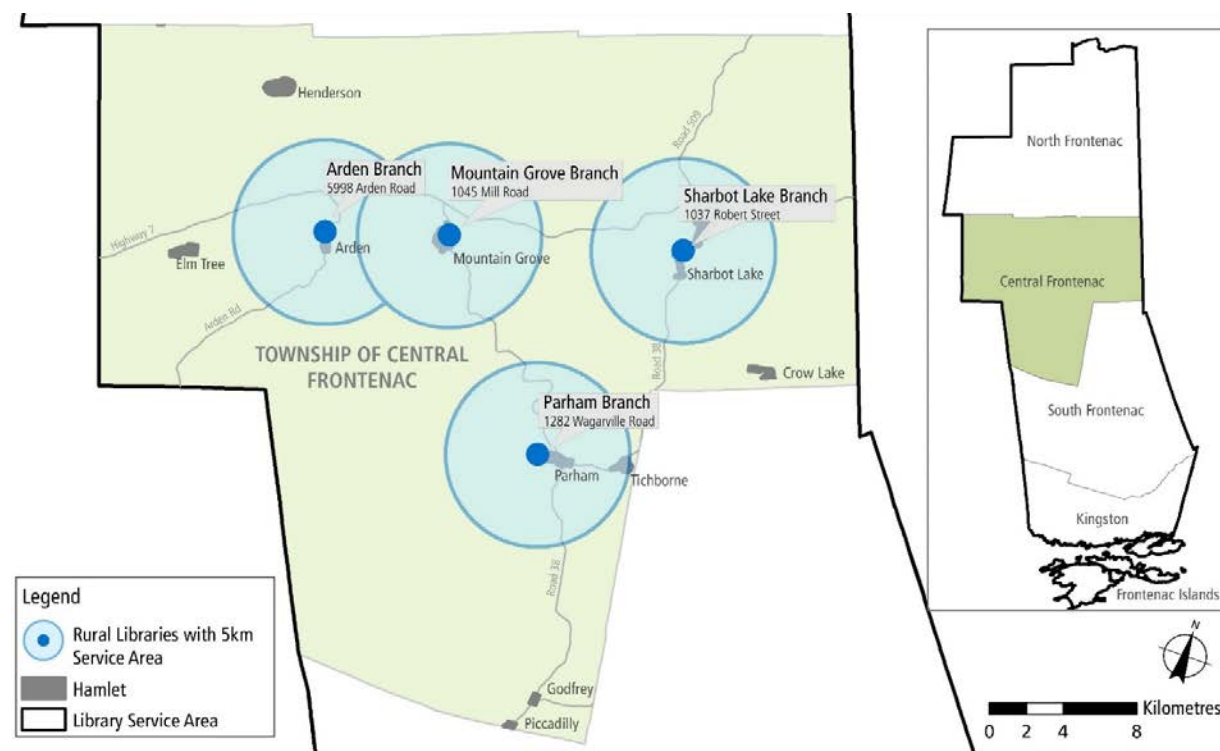 Henderson
Arden Branch
5998 Arden Road
Mountain Grove Branch
1045 Mill Road
Road 509
Sharbot Lake Branch
1037 Robert Street
Highway 7
Elm Tree
Arden
Mountain Grove
Sharbot Lake
Arden Rd
TOWNSHIP OF CENTRAL
FRONTENAC
Road 38
Crow Lake
Parham Branch
1282 Wagarville Road
Parham
Tichborne
Road 38
Godfrey
Piccadilly
Legend
Rural Libraries with 5km
Service Area
Hamlet
Library Service Area
North Frontenac
Central Frontenac
South Frontenac
Kingston
Frontenac Islands
N
Kilometres
0 2 4 8